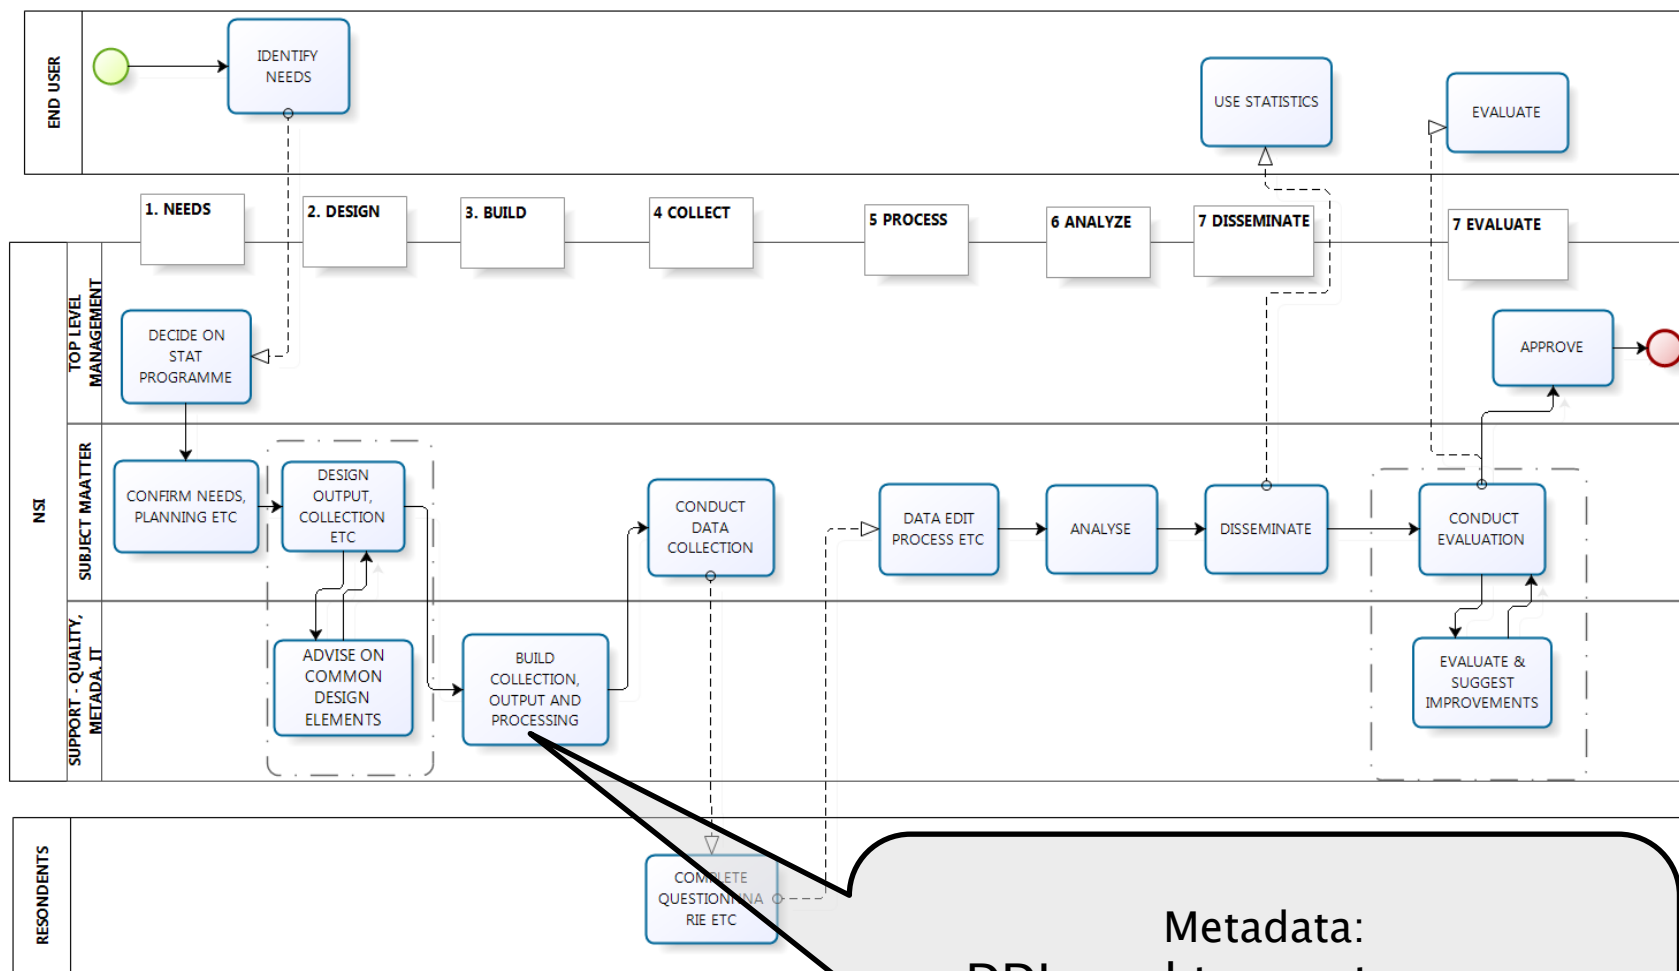 END USER
IDENTIFY
NEEDS
USE STATISTICS
EVALUATE
1. NEEDS
2. DESIGN
3. BUILD
4 COLLECT
5 PROCESS
6 ANALYZE
7 DISSEMINATE
7 EVALUATE
NSI
TOP LEVEL
MANAGEMENT
DECIDE ON
STAT
PROGRAMME
APPROVE
SUBJECT MAATTER
CONFIRM NEEDS,
PLANNING ETC
DESIGN
OUTPUT,
COLLECTION
ETC
CONDUCT
DATA
COLLECTION
DATA EDIT
PROCESS ETC
ANALYSE
DISSEMINATE
CONDUCT
EVALUATION
SUPPORT - QUALITY,
METADA, IT
ADVISE ON
COMMON
DESIGN
ELEMENTS
BUILD
COLLECTION,
OUTPUT AND
PROCESSING
EVALUATE &
SUGGEST
IMPROVEMENTS
RESONDENTS
COMPLETE
QUESTIONNNA
RIE ETC
Metadata: